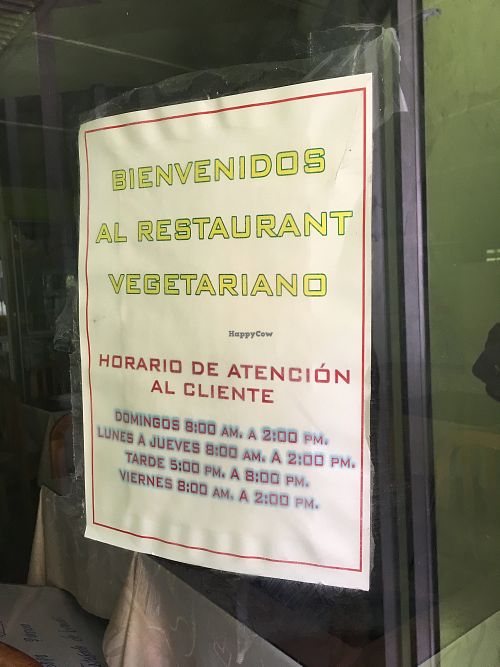 BIENVENIDOS
AL RESTAURANT
VEGETARIANO
HappyCow
HORARIO DE ATENCIÓN
AL CLIENTE
DOMINGOS 8:00 AM. A 2:00 PM.
LUNES A JUEVES 8:00 AM. A 2:00 PM.
TARDE 5:00 PM. A 8:00 PM.
VIERNES 8:00 AM. A 2:00 PM.